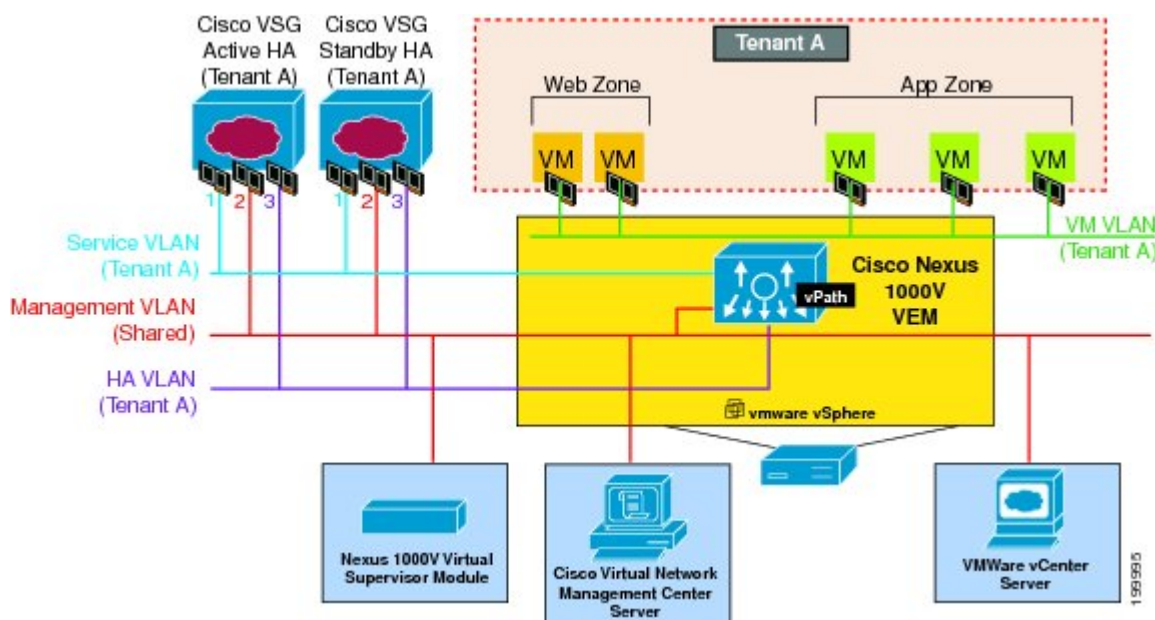 Cisco VSG
Active HA
(Tenant A)
Cisco VSG
Standby HA
(Tenant A)
Tenant A
Web Zone
App Zone
VM
VM
VM
VM
VM
1
2
3
1
2
3
Service VLAN
(Tenant A)
VM VLAN
(Tenant A)
Cisco Nexus
1000V
VEM
vPath
Management VLAN
(Shared)
HA VLAN
(Tenant A)
vmware vSphere
Nexus 1000V Virtual
Supervisor Module
Cisco Virtual Network
Management Center
Server
VMWare vCenter
Server
199995